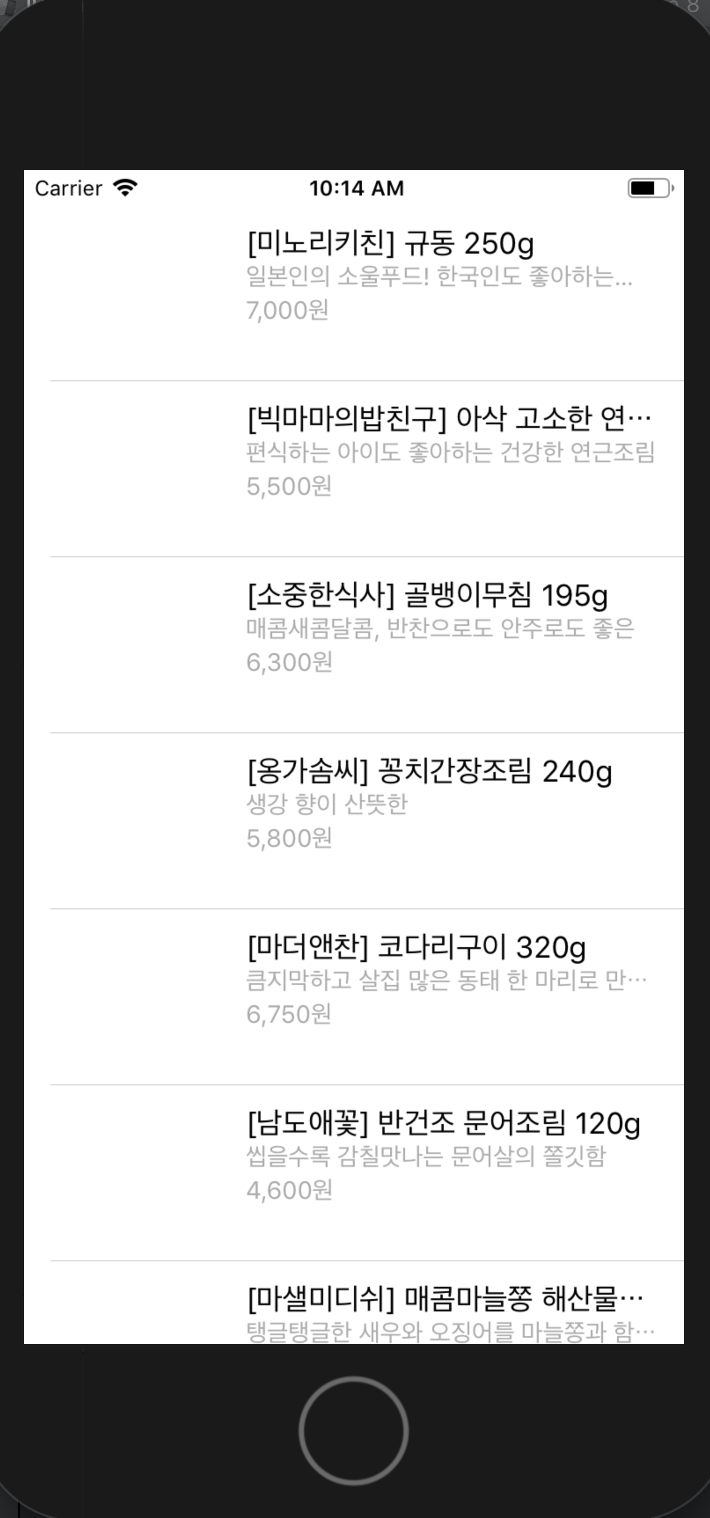 Carrier 10:14 AM
[미노리키친] 규동 250g
일본인의 소울푸드! 한국인도 좋아하는...
7,000원
[빅마마의밥친구] 아삭 고소한 연…
편식하는 아이도 좋아하는 건강한 연근조림
5,500원
[소중한식사] 골뱅이무침 195g
매콤새콤달콤, 반찬으로도 안주로도 좋은
6,300원
[옹가솜씨] 꽁치간장조림 240g
생강 향이 산뜻한
5,800원
[마더앤찬] 코다리구이 320g
큼지막하고 살집 많은 동태 한 마리로 만…
6,750원
[남도애꽃] 반건조 문어조림 120g
씹을수록 감칠맛나는 문어살의 쫄깃함
4,600원
[마샐미디쉬] 매콤마늘쫑 해산물…
탱글탱글한 새우와 오징어를 마늘쫑과 함…